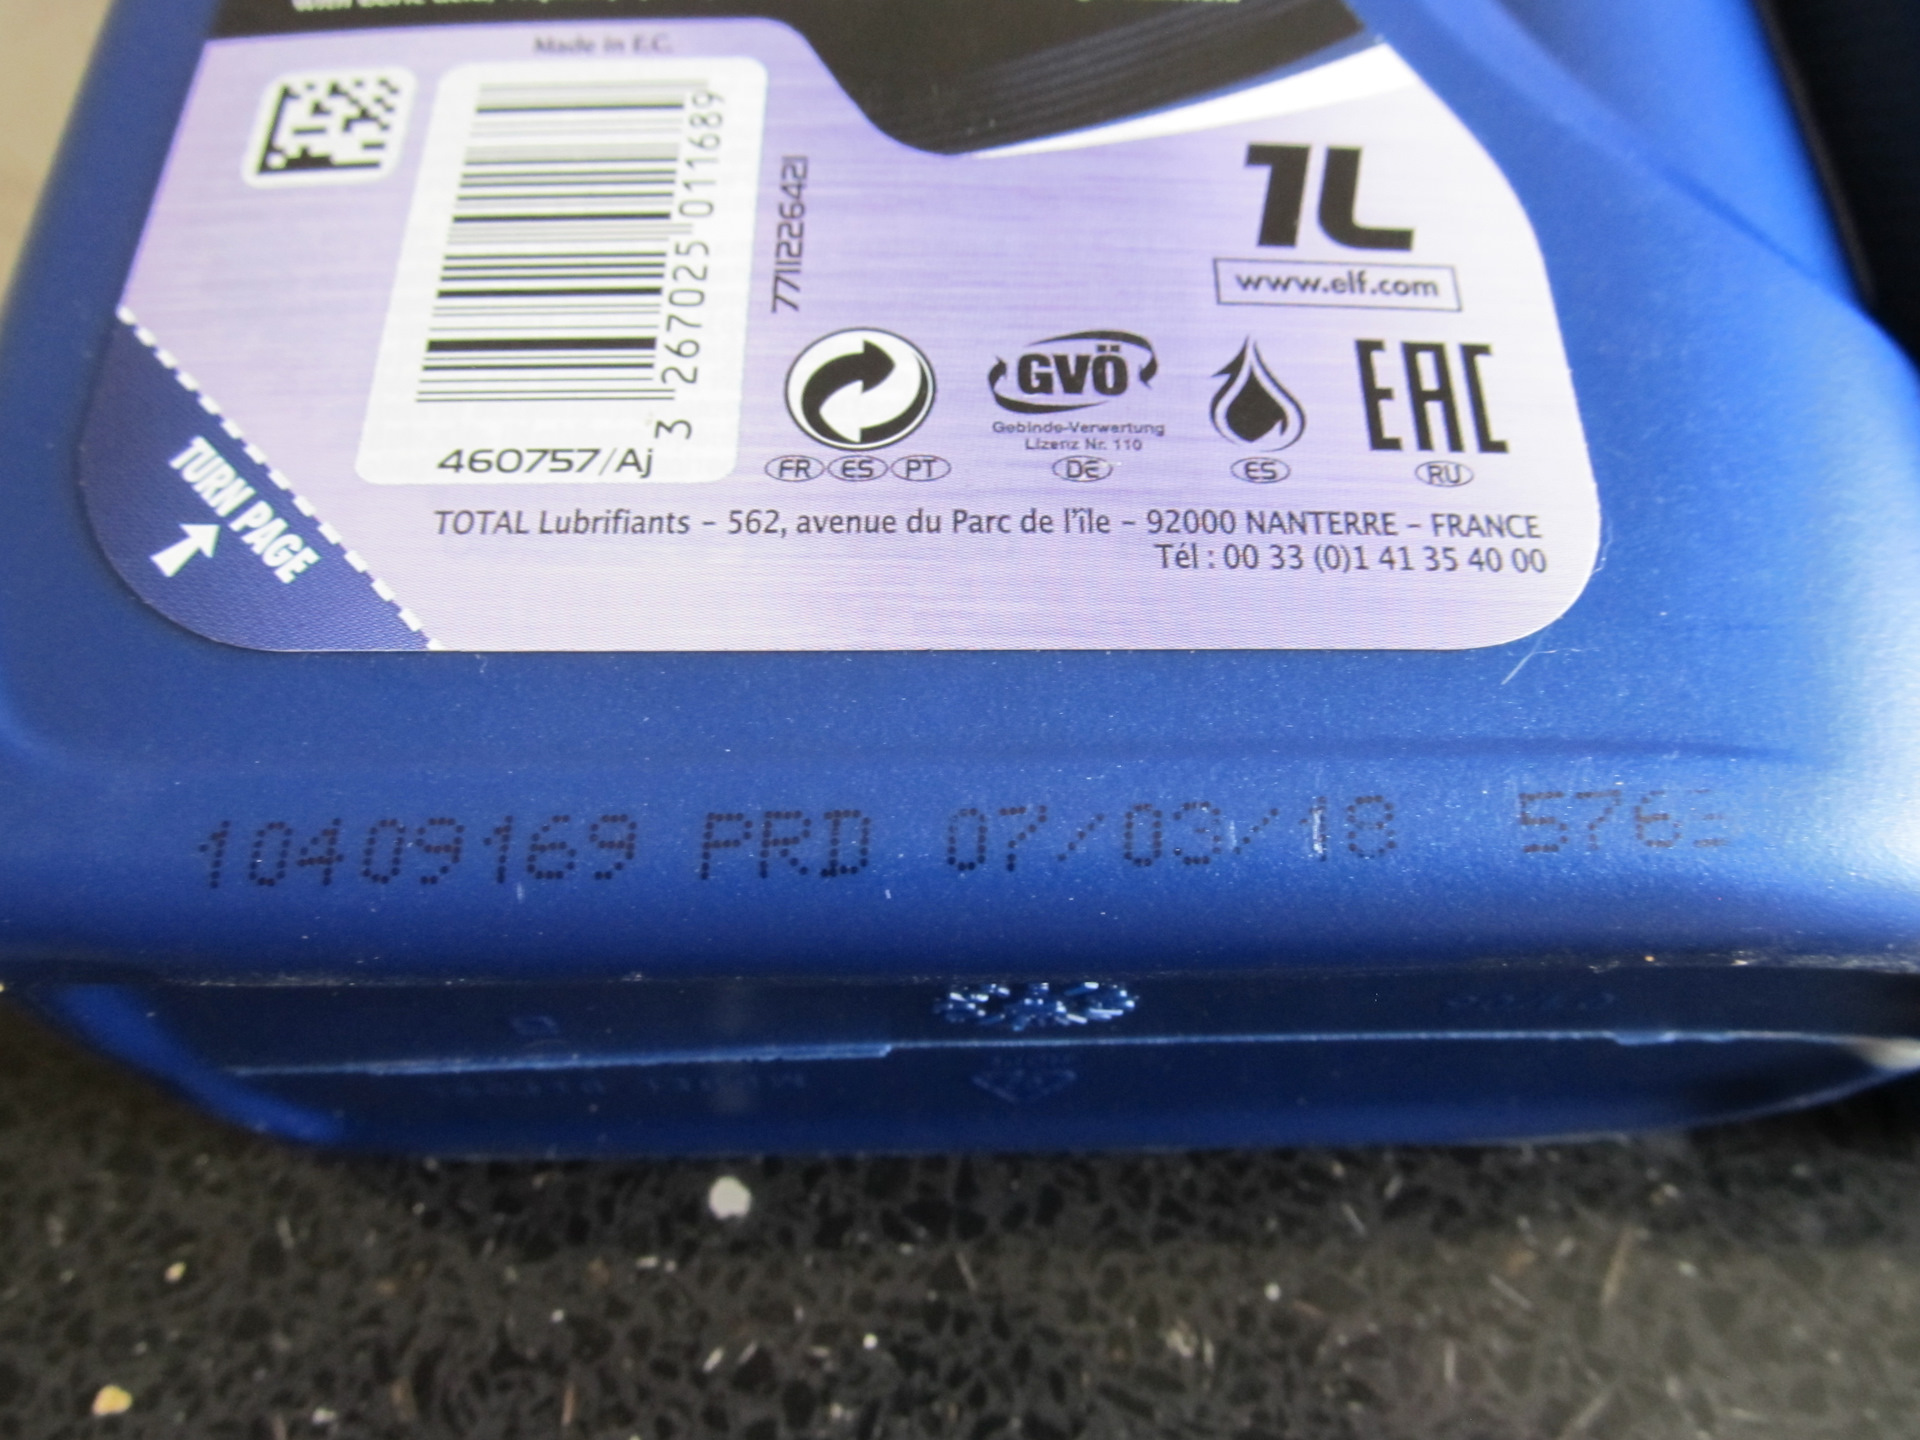 Made in E.C.
3 267025 011689
7711226421
460757/Aj
1L
www.elf.com
GVÖ
Gebinde-Verwertung
Lizenz Nr. 110
EAC
FR ES PT DE ES RU
TURN PAGE
TOTAL Lubrifiants – 562, avenue du Parc de l'île – 92000 NANTERRE – FRANCE
Tél : 00 33 (0)1 41 35 40 00
10409169 PRD 07/03/18